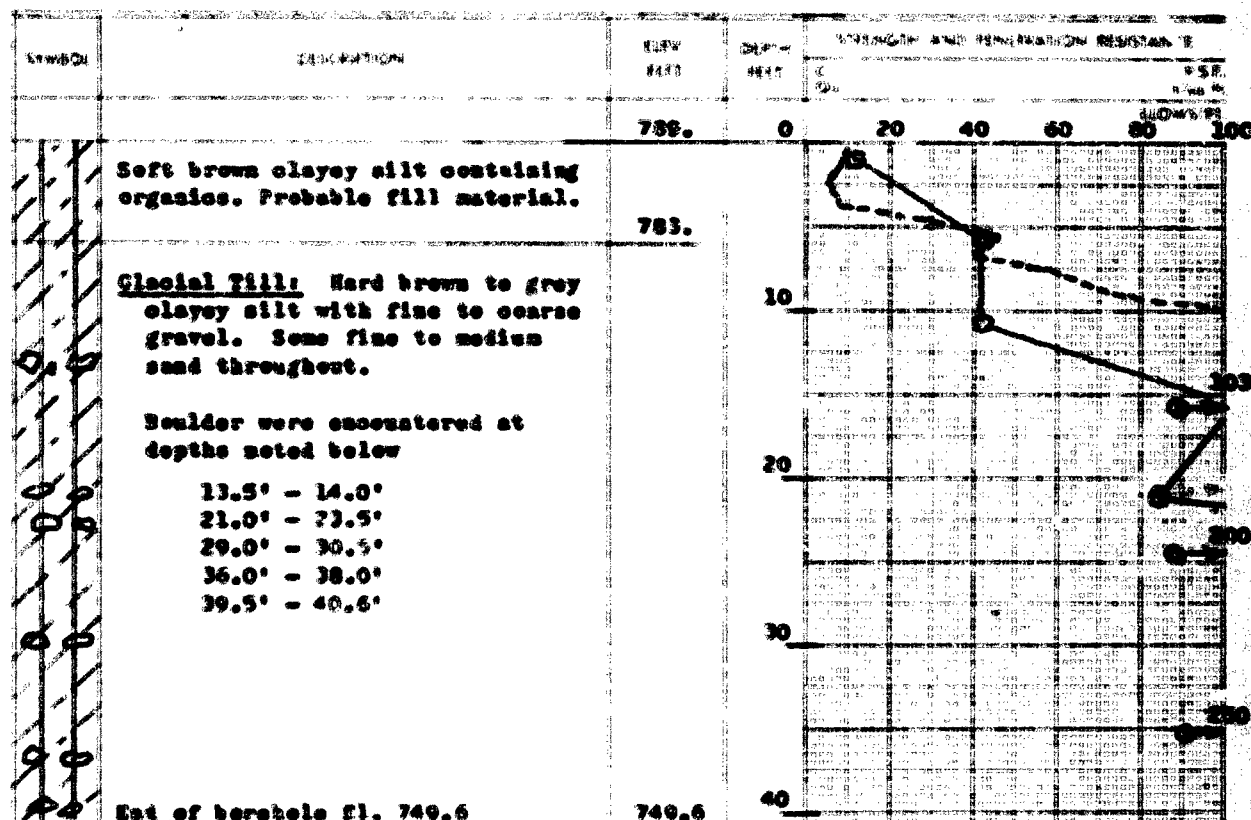 SYMBOL DESCRIPTION ELEV FEET DEPTH FEET STRENGTH AND PENETRATION RESISTANCE
C P.S.F.
BLOWS/FT
789. 0 20 40 60 80 100
Soft brown clayey silt containing
organics. Probable fill material.
783.
Glacial Till: Hard brown to grey
clayey silt with fine to coarse
gravel. Some fine to medium
sand throughout.
10
103
Boulder were encountered at
depths noted below
20
13.5' - 14.0'
21.0' - 23.5'
29.0' - 30.5'
200
36.0' - 38.0'
39.5' - 40.6'
30
250
40
End of borehole El. 749.6 749.6